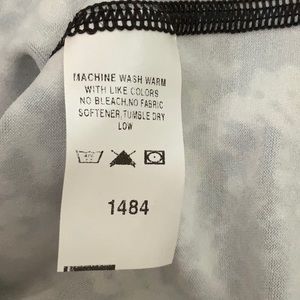 MACHINE WASH WARM
WITH LIKE COLORS
NO BLEACH,NO FABRIC
SOFTENER,TUMBLE DRY
LOW
1484